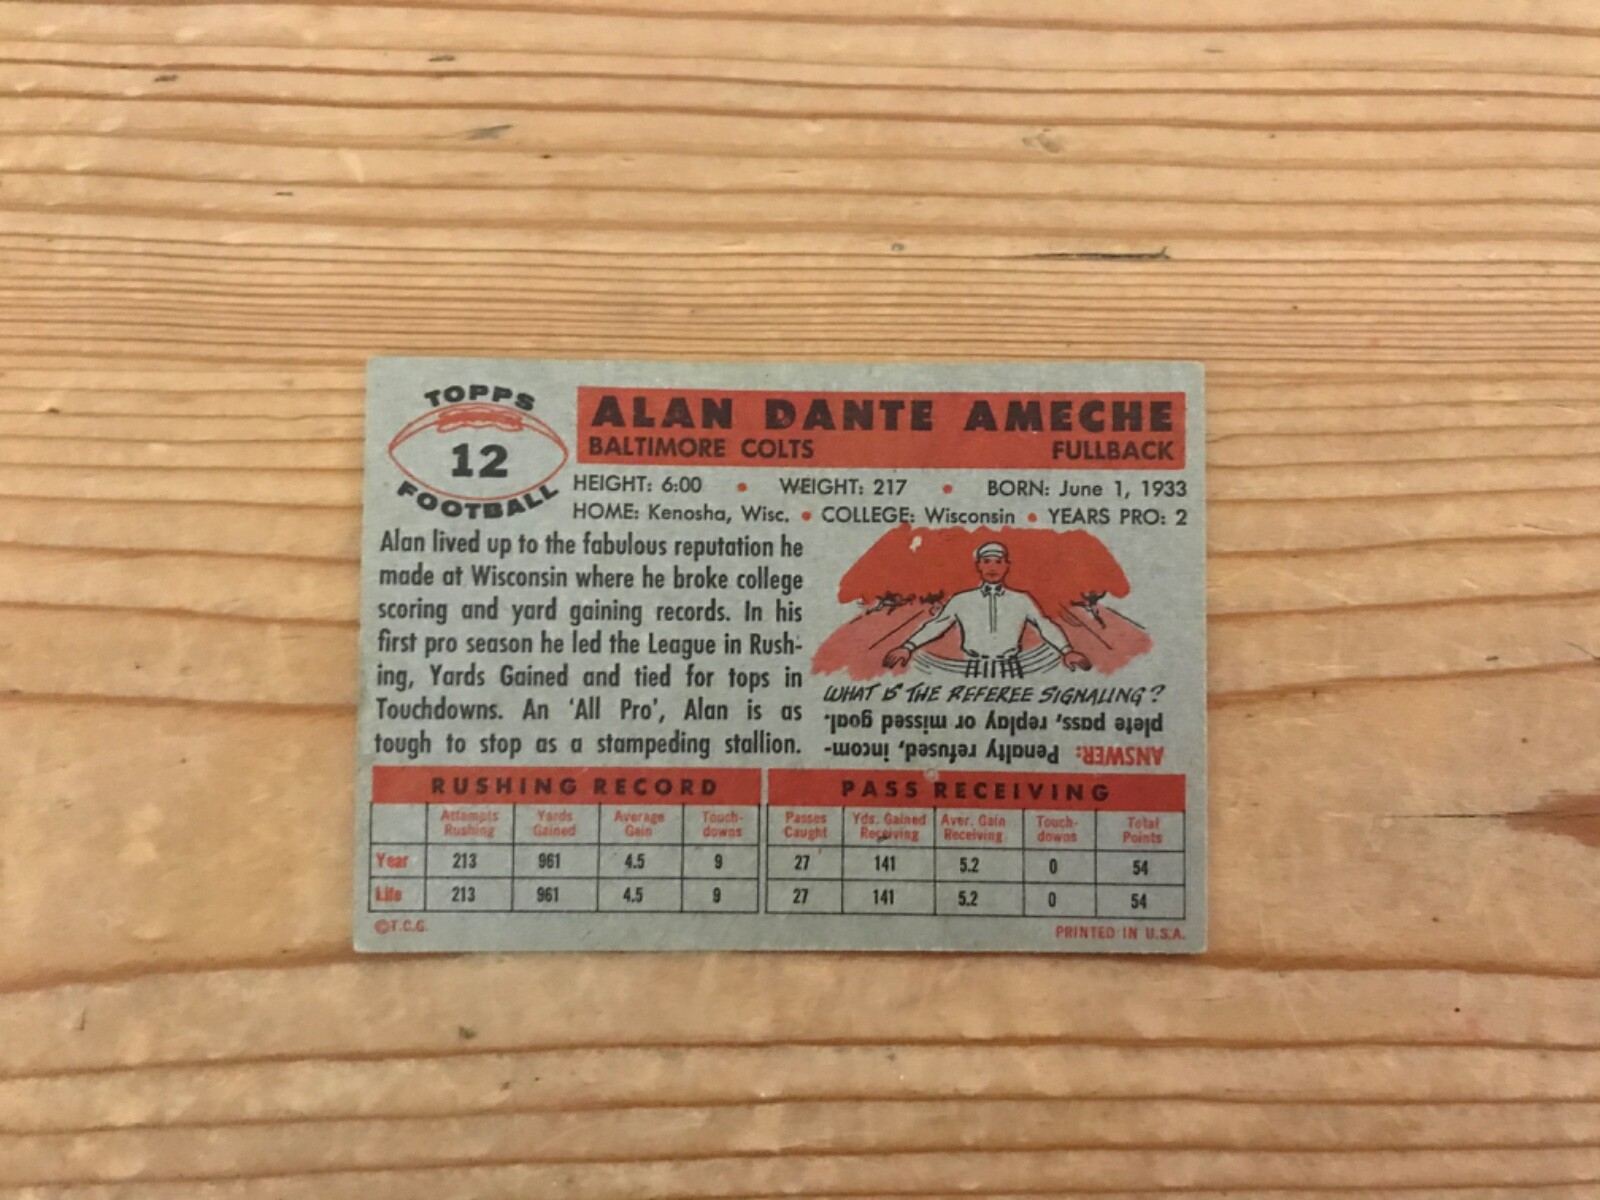 TOPPS
12
FOOTBALL
ALAN DANTE AMECHE
BALTIMORE COLTS FULLBACK
HEIGHT: 6:00 • WEIGHT: 217 • BORN: June 1, 1933
HOME: Kenosha, Wisc. • COLLEGE: Wisconsin • YEARS PRO: 2
Alan lived up to the fabulous reputation he
made at Wisconsin where he broke college
scoring and yard gaining records. In his
first pro season he led the League in Rush-
ing, Yards Gained and tied for tops in
Touchdowns. An 'All Pro', Alan is as
tough to stop as a stampeding stallion.
WHAT IS THE REFEREE SIGNALING?
ANSWER: Penalty refused, incom-
plete pass, replay or missed goal.
RUSHING RECORD
Attempts Rushing Yards Gained Average Gain Touch-downs
Year 213 961 4.5 9
Life 213 961 4.5 9
PASS RECEIVING
Passes Caught Yds. Gained Receiving Aver. Gain Receiving Touch-downs Total Points
27 141 5.2 0 54
27 141 5.2 0 54
©T.C.G.
PRINTED IN U.S.A.